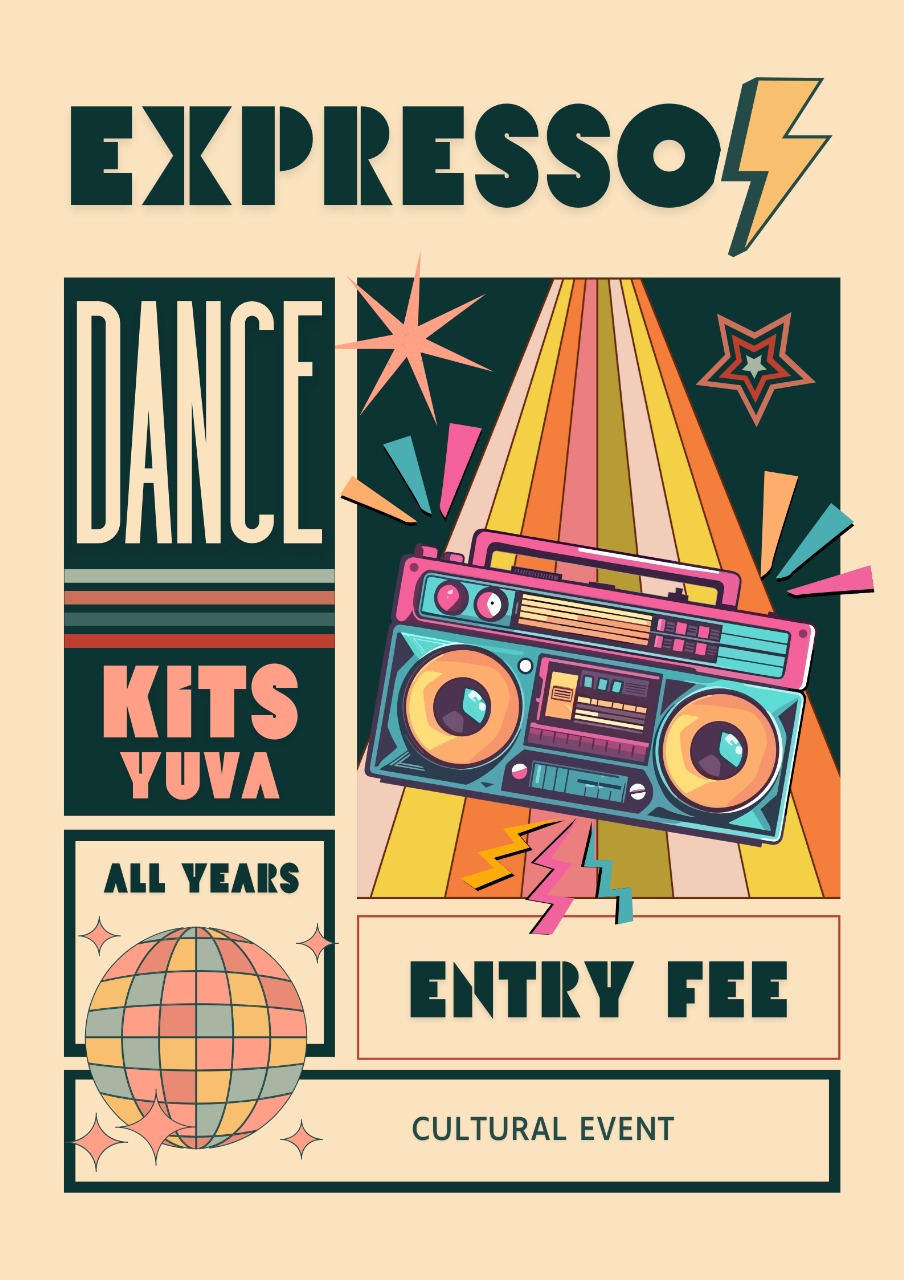 EXPRESSO
DANCE
KITS
YUVA
ALL YEARS
ENTRY FEE
CULTURAL EVENT